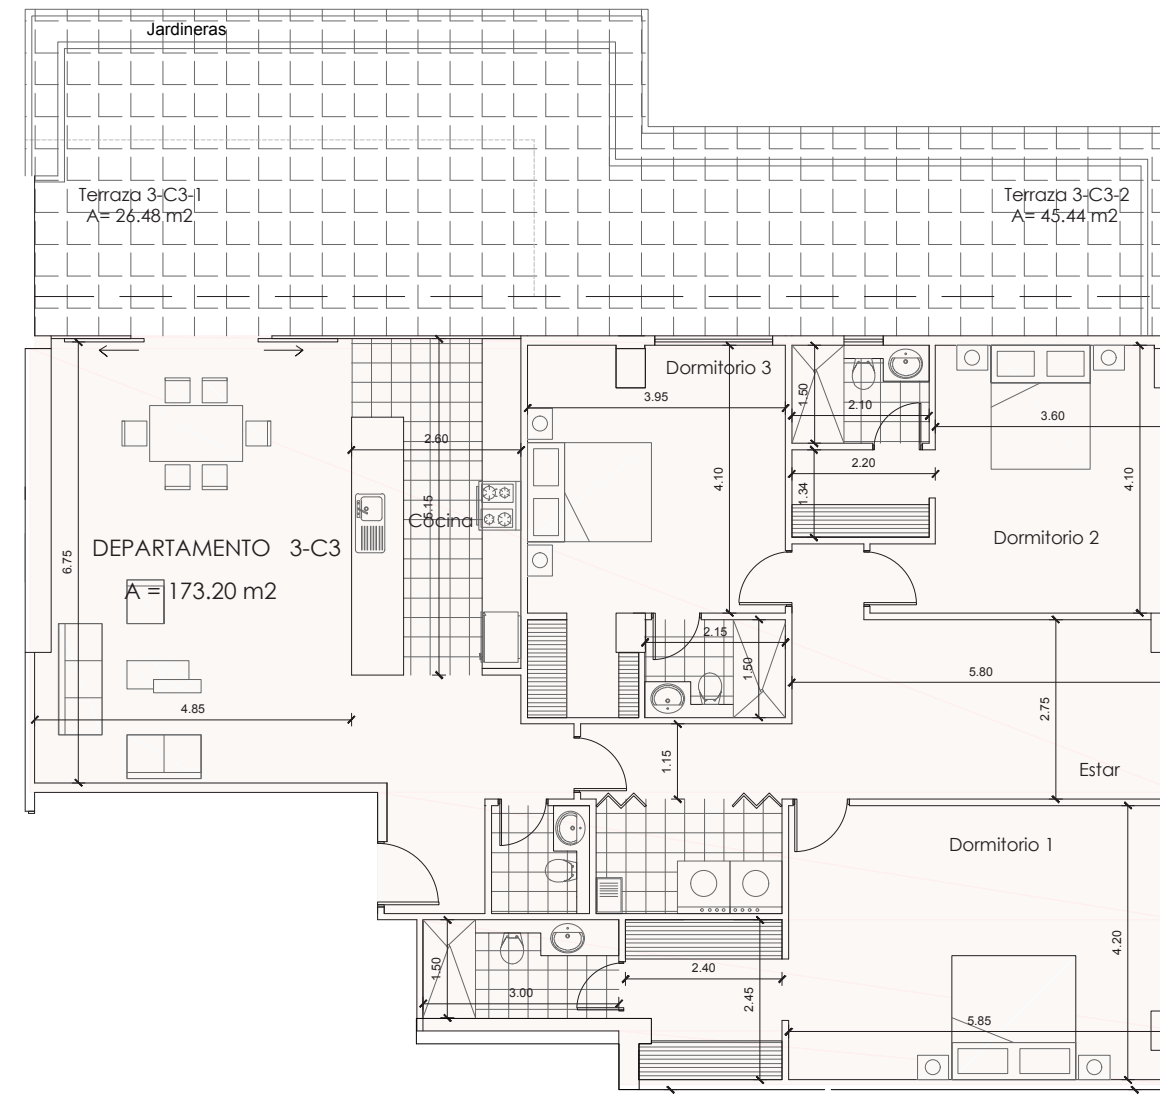 Jardineras
Terraza 3-C3-1
A= 26.48 m2
Terraza 3-C3-2
A= 45.44 m2
Dormitorio 3
3.95
1.50
2.10
3.60
2.60
2.20
4.10
1.34
4.10
5.15
Cocina
Dormitorio 2
DEPARTAMENTO 3-C3
6.75
A = 173.20 m2
2.15
1.50
5.80
4.85
2.75
1.15
Estar
Dormitorio 1
4.20
1.50
2.40
3.00
2.45
5.85